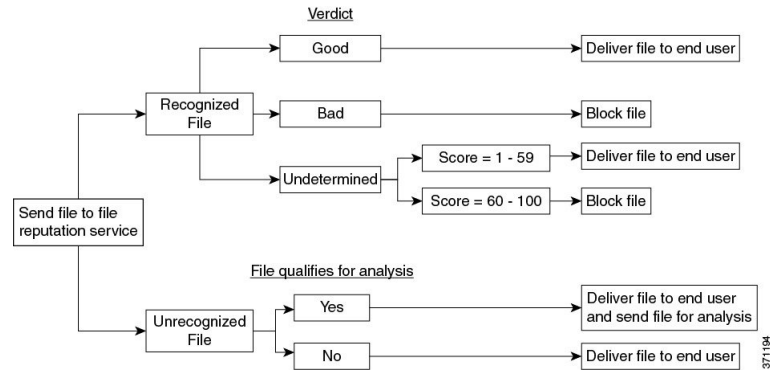 Verdict
Good
Deliver file to end user
Recognized
File
Bad
Block file
Undetermined
Score = 1 - 59
Deliver file to end user
Score = 60 - 100
Block file
Send file to file
reputation service
File qualifies for analysis
Unrecognized
File
Yes
Deliver file to end user
and send file for analysis
No
Deliver file to end user
371194